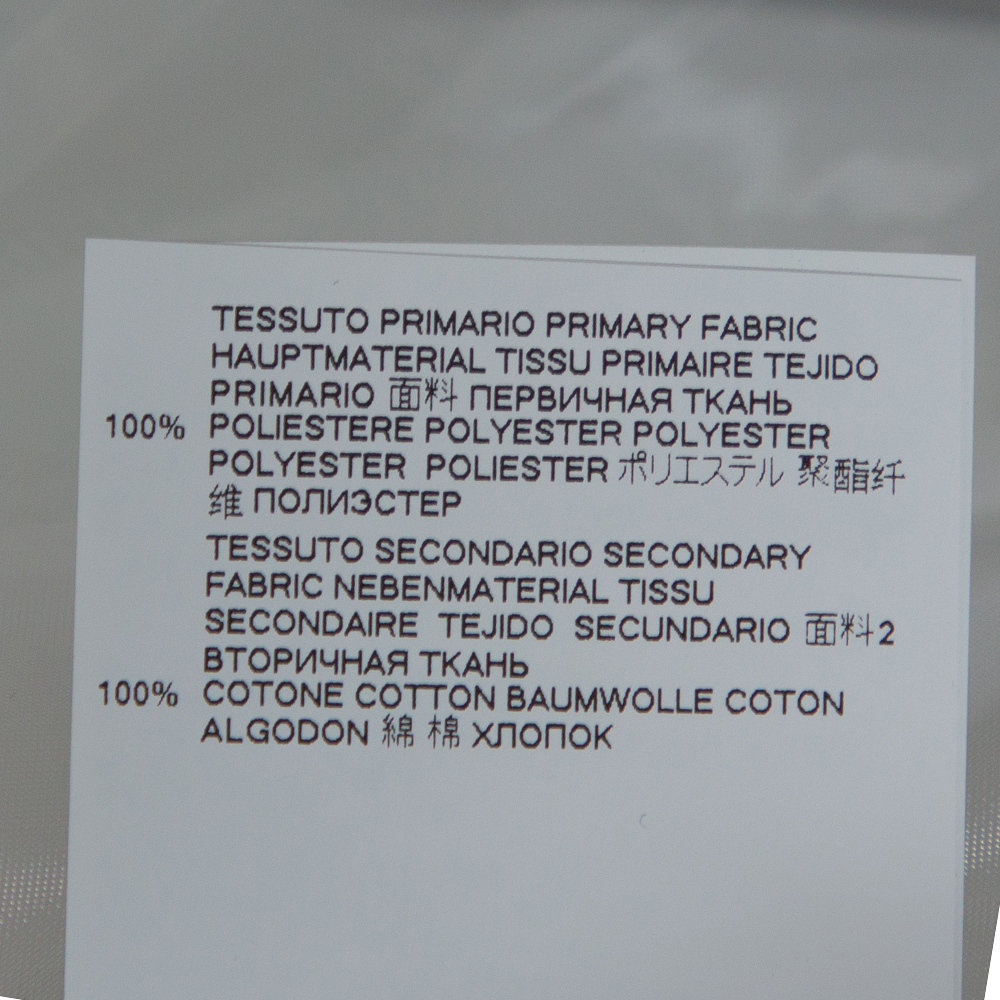 TESSUTO PRIMARIO PRIMARY FABRIC
HAUPTMATERIAL TISSU PRIMAIRE TEJIDO
PRIMARIO 面料 ПЕРВИЧНАЯ ТКАНЬ
100% POLIESTERE POLYESTER POLYESTER
POLYESTER POLIESTER ポリエステル 聚酯纤
维 ПОЛИЭСТЕР
TESSUTO SECONDARIO SECONDARY
FABRIC NEBENMATERIAL TISSU
SECONDAIRE TEJIDO SECUNDARIO 面料2
ВТОРИЧНАЯ ТКАНЬ
100% COTONE COTTON BAUMWOLLE COTON
ALGODON 綿 棉 ХЛОПОК